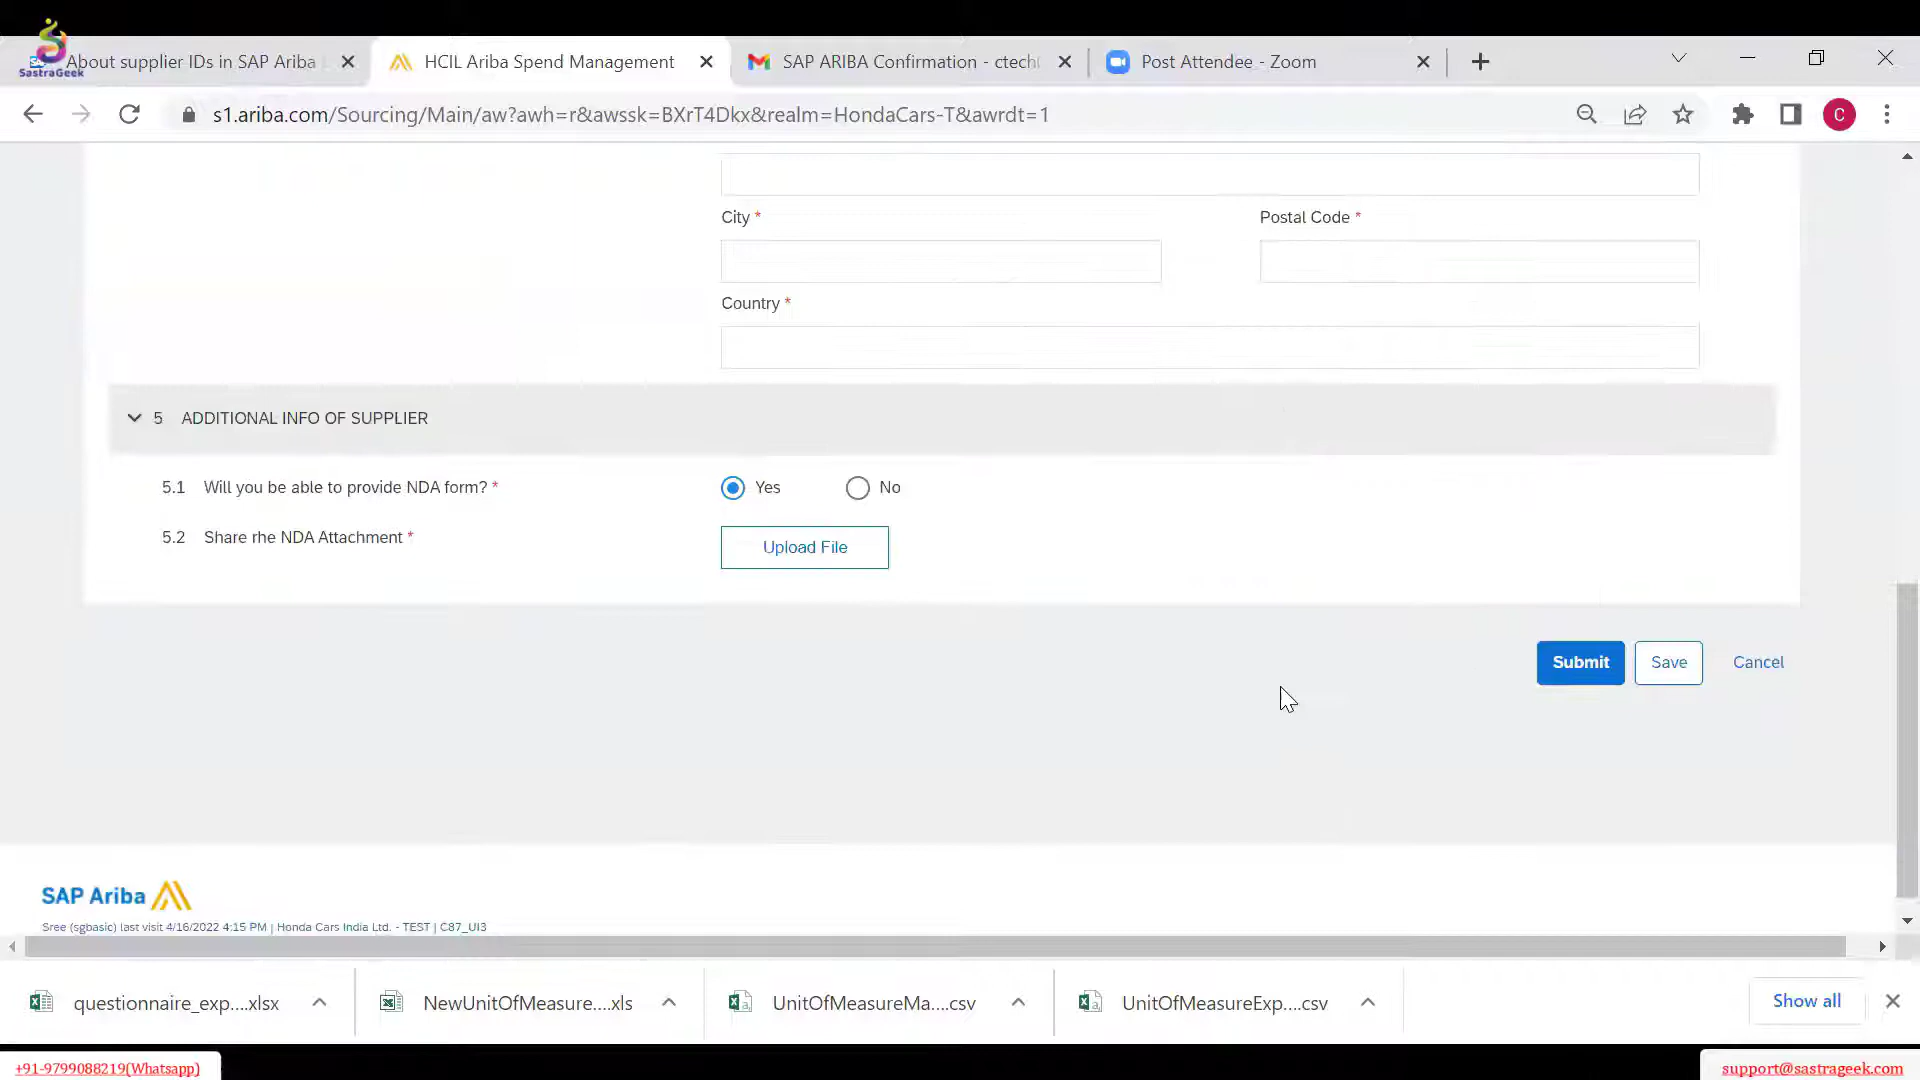 SastraGeek
About supplier IDs in SAP Ariba
HCIL Ariba Spend Management
SAP ARIBA Confirmation - ctech
Post Attendee - Zoom
s1.ariba.com/Sourcing/Main/aw?awh=r&awssk=BXrT4Dkx&realm=HondaCars-T&awrdt=1
C
City *
Postal Code *
Country *
5 ADDITIONAL INFO OF SUPPLIER
5.1 Will you be able to provide NDA form? *
Yes
No
5.2 Share rhe NDA Attachment *
Upload File
Submit
Save
Cancel
SAP Ariba
Sree (sgbasic) last visit 4/16/2022 4:15 PM | Honda Cars India Ltd. - TEST | C87_UI3
questionnaire_exp....xlsx
NewUnitOfMeasure....xls
UnitOfMeasureMa....csv
UnitOfMeasureExp....csv
Show all
+91-9799088219(Whatsapp)
support@sastrageek.com